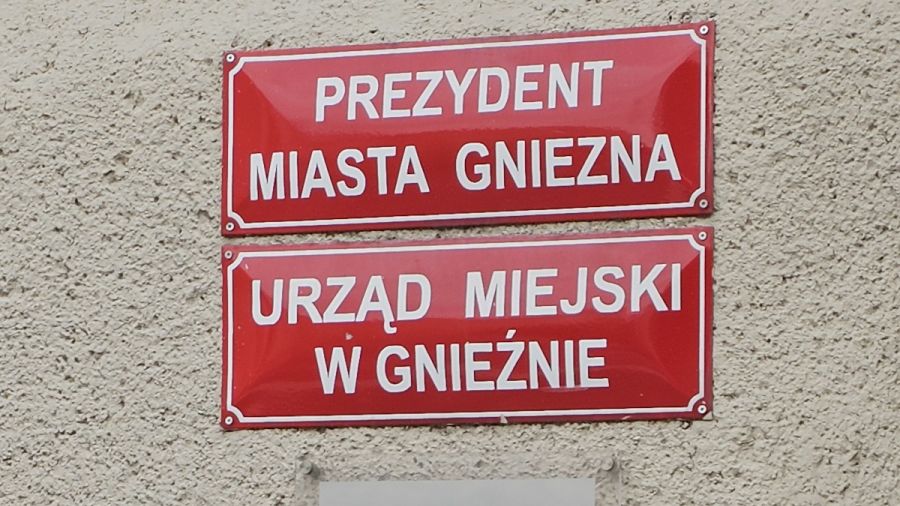 PREZYDENT
MIASTA GNIEZNA
URZĄD MIEJSKI
W GNIEŹNIE